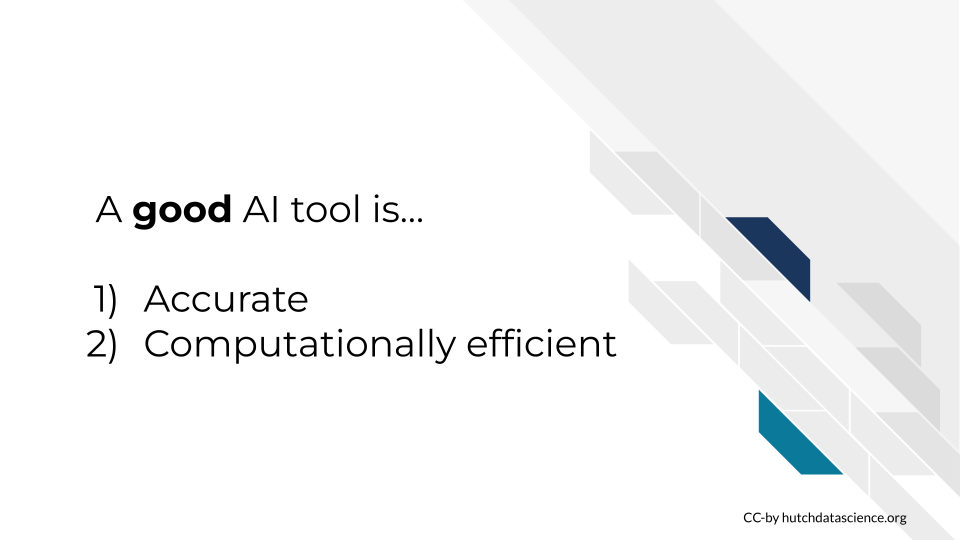 A good AI tool is...
1) Accurate
2) Computationally efficient
CC-by hutchdatascience.org